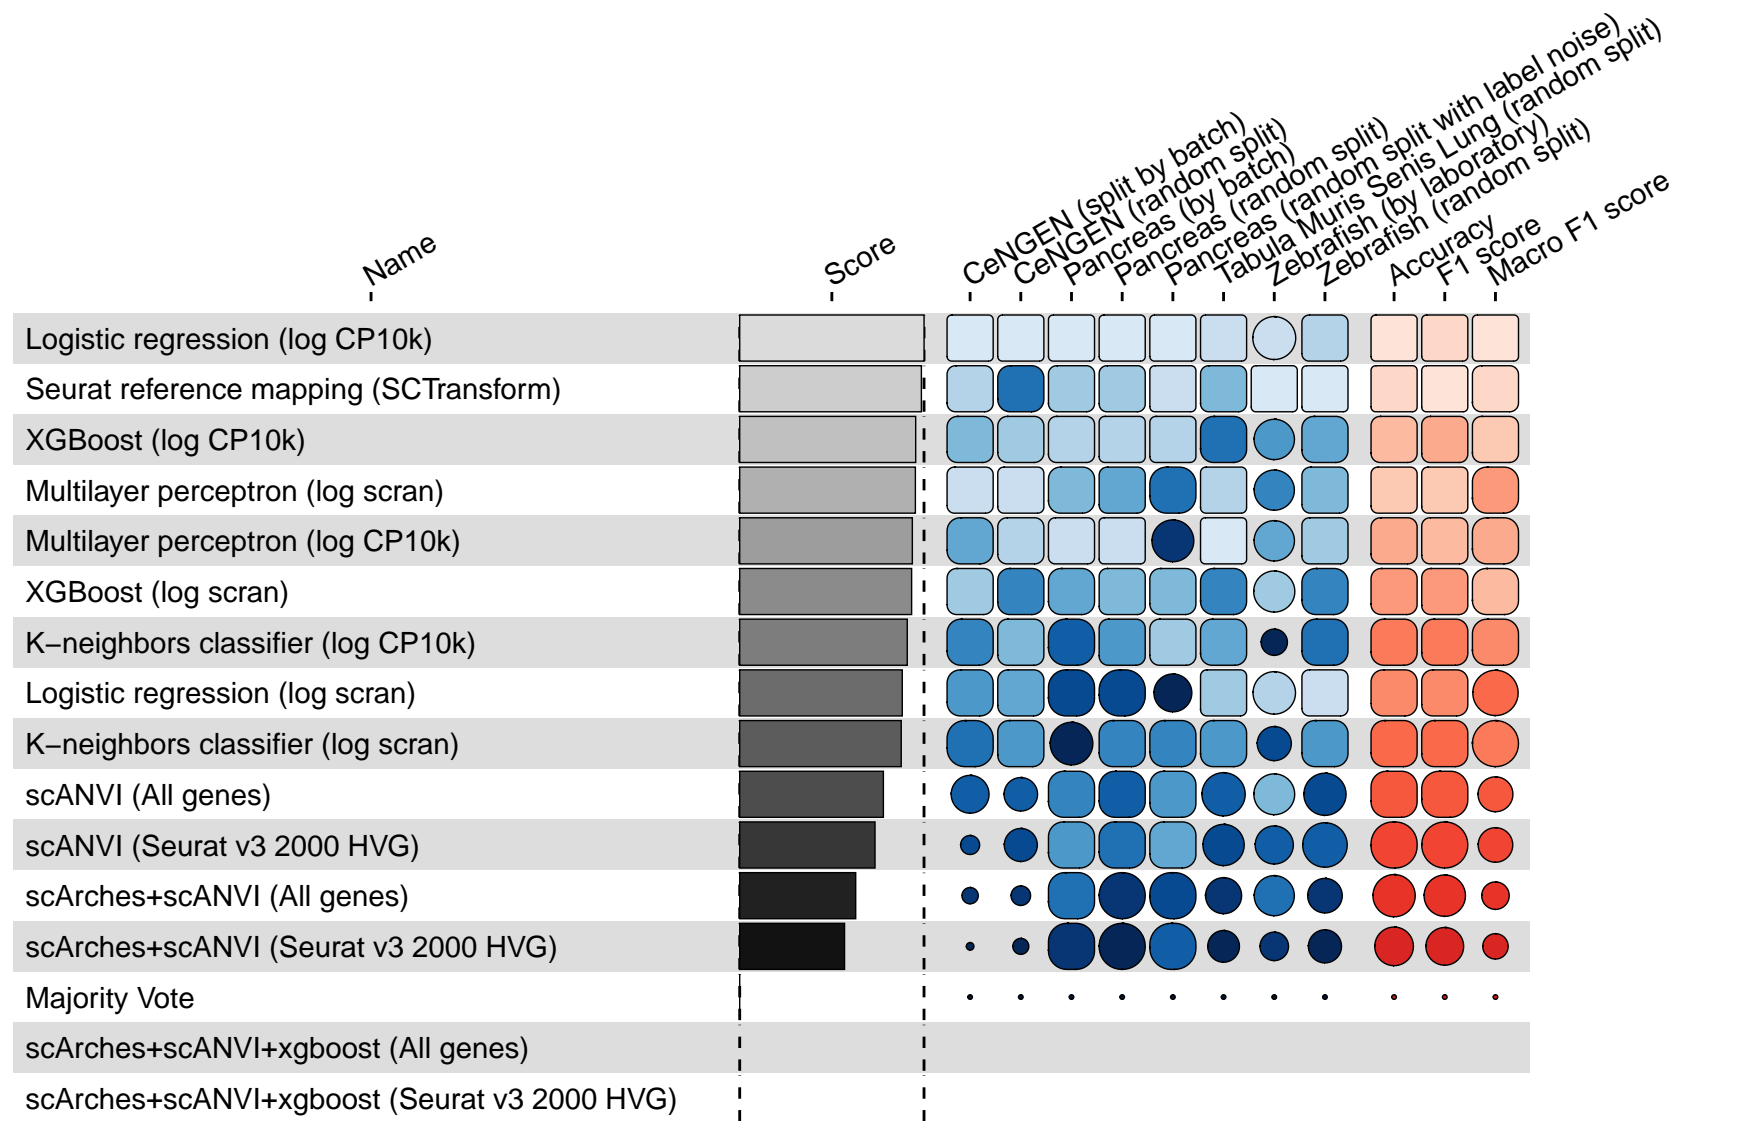 Name
Score
CeNGEN (split by batch)
CeNGEN (random split)
Pancreas (by batch)
Pancreas (random split)
Pancreas (random split with label noise)
Tabula Muris Senis Lung (random split)
Zebrafish (by laboratory)
Zebrafish (random split)
Accuracy
F1 score
Macro F1 score
Logistic regression (log CP10k)
Seurat reference mapping (SCTransform)
XGBoost (log CP10k)
Multilayer perceptron (log scran)
Multilayer perceptron (log CP10k)
XGBoost (log scran)
K−neighbors classifier (log CP10k)
Logistic regression (log scran)
K−neighbors classifier (log scran)
scANVI (All genes)
scANVI (Seurat v3 2000 HVG)
scArches+scANVI (All genes)
scArches+scANVI (Seurat v3 2000 HVG)
Majority Vote
scArches+scANVI+xgboost (All genes)
scArches+scANVI+xgboost (Seurat v3 2000 HVG)